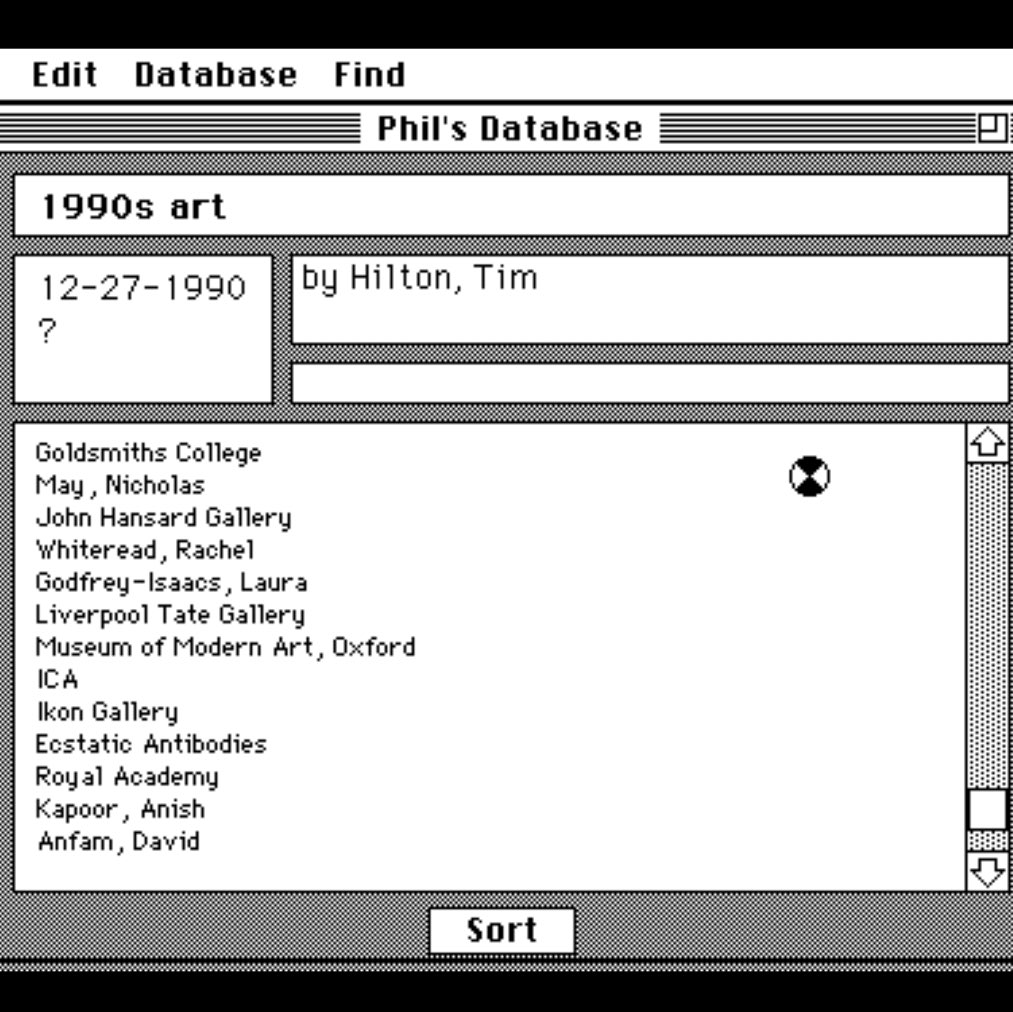 Edit Database Find
Phil's Database
1990s art
12-27-1990
?
by Hilton, Tim
Goldsmiths College
May, Nicholas
John Hansard Gallery
Whiteread, Rachel
Godfrey-Isaacs, Laura
Liverpool Tate Gallery
Museum of Modern Art, Oxford
ICA
Ikon Gallery
Ecstatic Antibodies
Royal Academy
Kapoor, Anish
Anfam, David
Sort